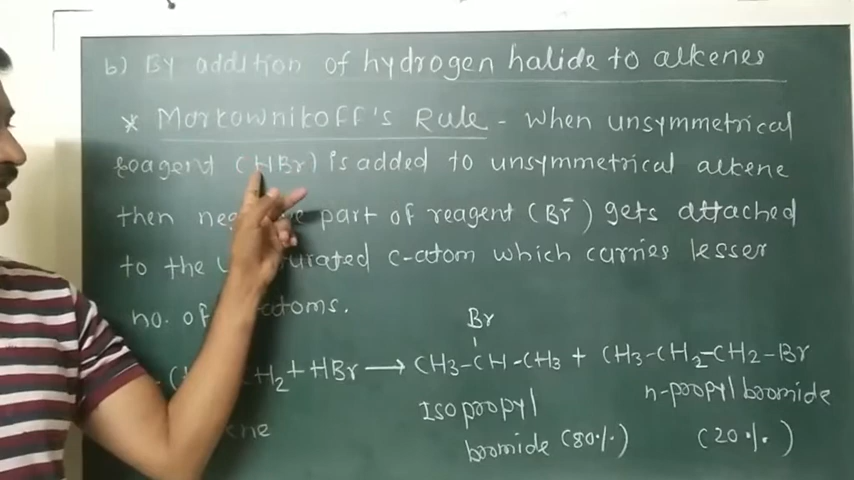 b) By addition of hydrogen halide to alkenes
* Markownikoff's Rule - when unsymmetrical
reagent (HBr) is added to unsymmetrical alkene
then part of reagent (Br⁻) gets attached
to the c-atom which carries lesser
no. of atoms.
Br
H₂ + HBr → CH3-CH-CH3 + CH3-CH2-CH2-Br
Isopropyl
bromide (80%)
n-propyl bromide
(20%)